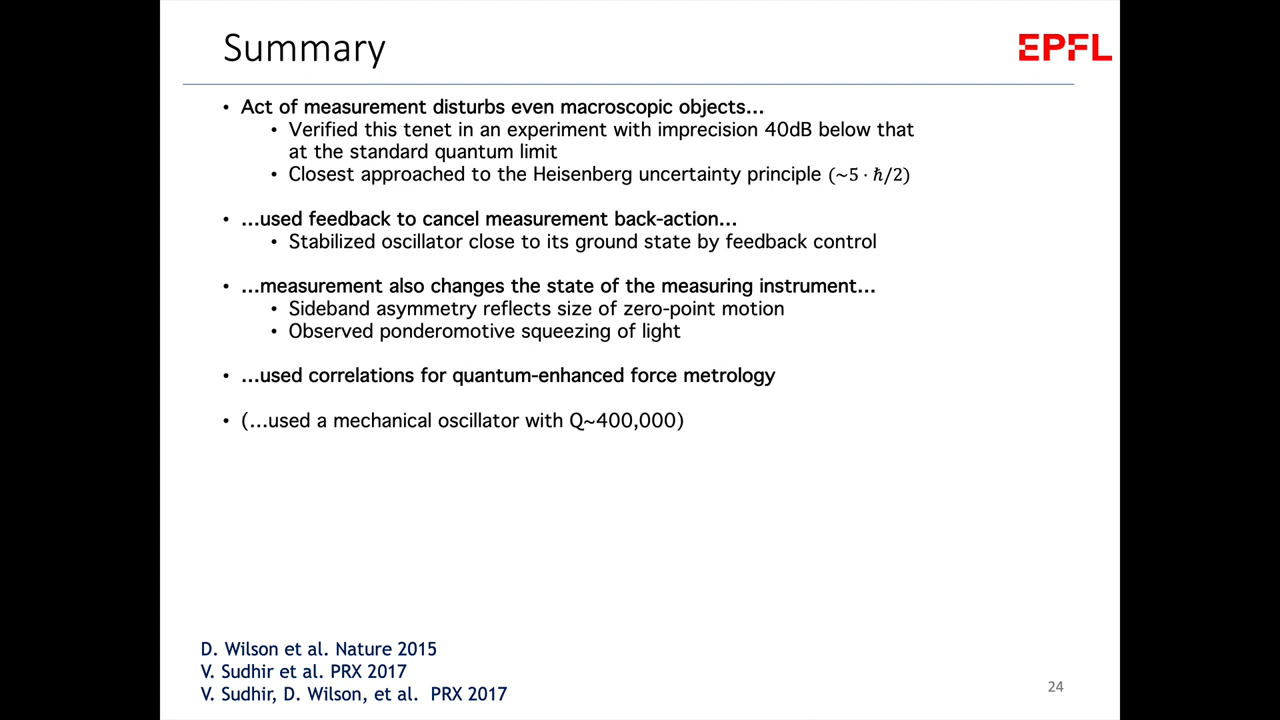 Summary
EPFL
• Act of measurement disturbs even macroscopic objects…
• Verified this tenet in an experiment with imprecision 40dB below that
at the standard quantum limit
• Closest approached to the Heisenberg uncertainty principle (~5 · ℏ/2)
• …used feedback to cancel measurement back-action…
• Stabilized oscillator close to its ground state by feedback control
• …measurement also changes the state of the measuring instrument…
• Sideband asymmetry reflects size of zero-point motion
• Observed ponderomotive squeezing of light
• …used correlations for quantum-enhanced force metrology
• (…used a mechanical oscillator with Q~400,000)
D. Wilson et al. Nature 2015
V. Sudhir et al. PRX 2017
V. Sudhir, D. Wilson, et al.  PRX 2017
24